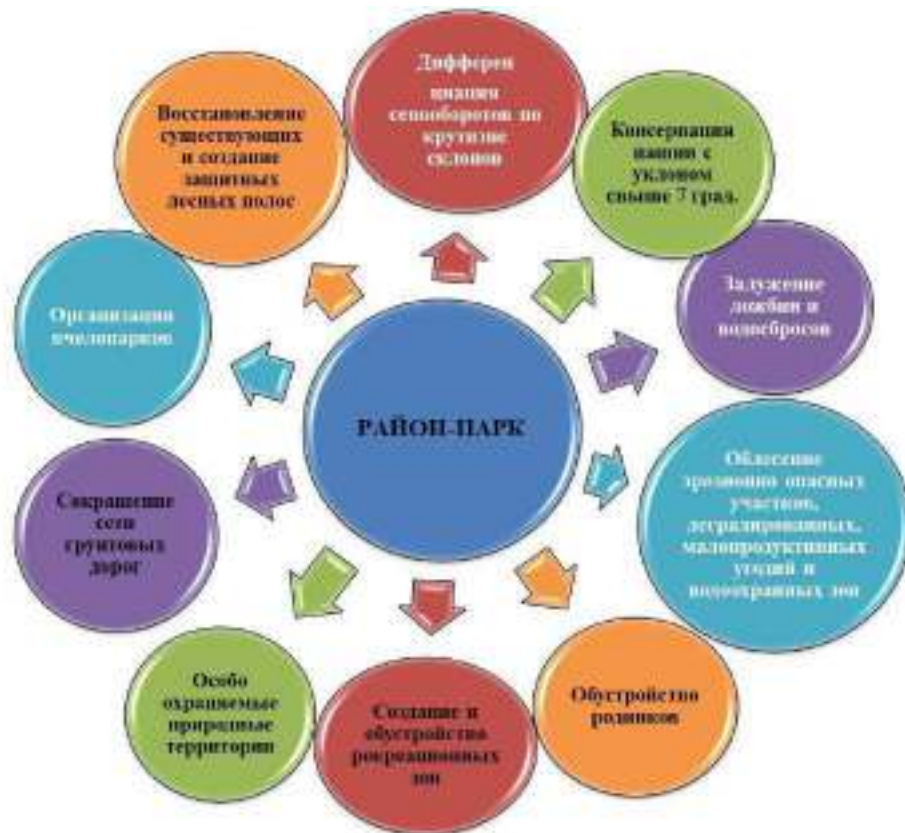 Дифферен
циация
севооборотов по
крутизне
склонов
Консервация
пашни с
уклоном
свыше 7 град.
Залужение
ложбин и
водосбросов
Облесение
эрозионно опасных
участков,
деградированных,
малопродуктивных
угодий и
водоохранных зон
Обустройство
родников
Создание и
обустройство
рекреационных
зон
Особо
охраняемые
природные
территории
Сокращение
сети
грунтовых
дорог
Организация
пчелопарков
Восстановление
существующих
и создание
защитных
лесных полос
РАЙОН-ПАРК